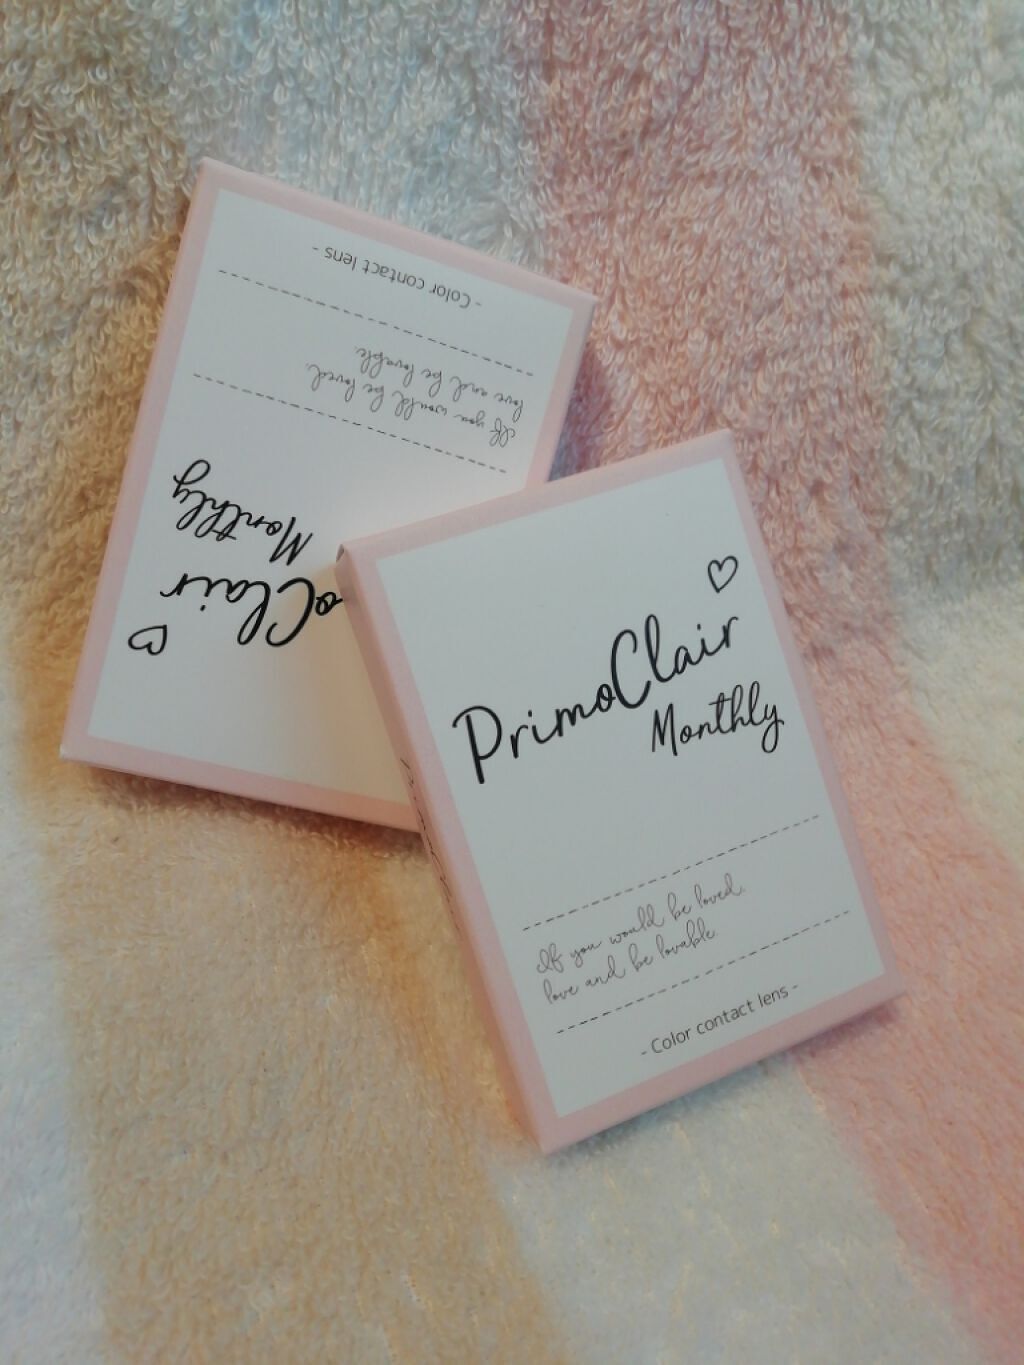 PrimoClair
Monthly
If you would be loved.
love and be lovable.
- Color contact lens -
oClair
Monthly
If you would be loved.
love and be lovable.
- Color contact lens -